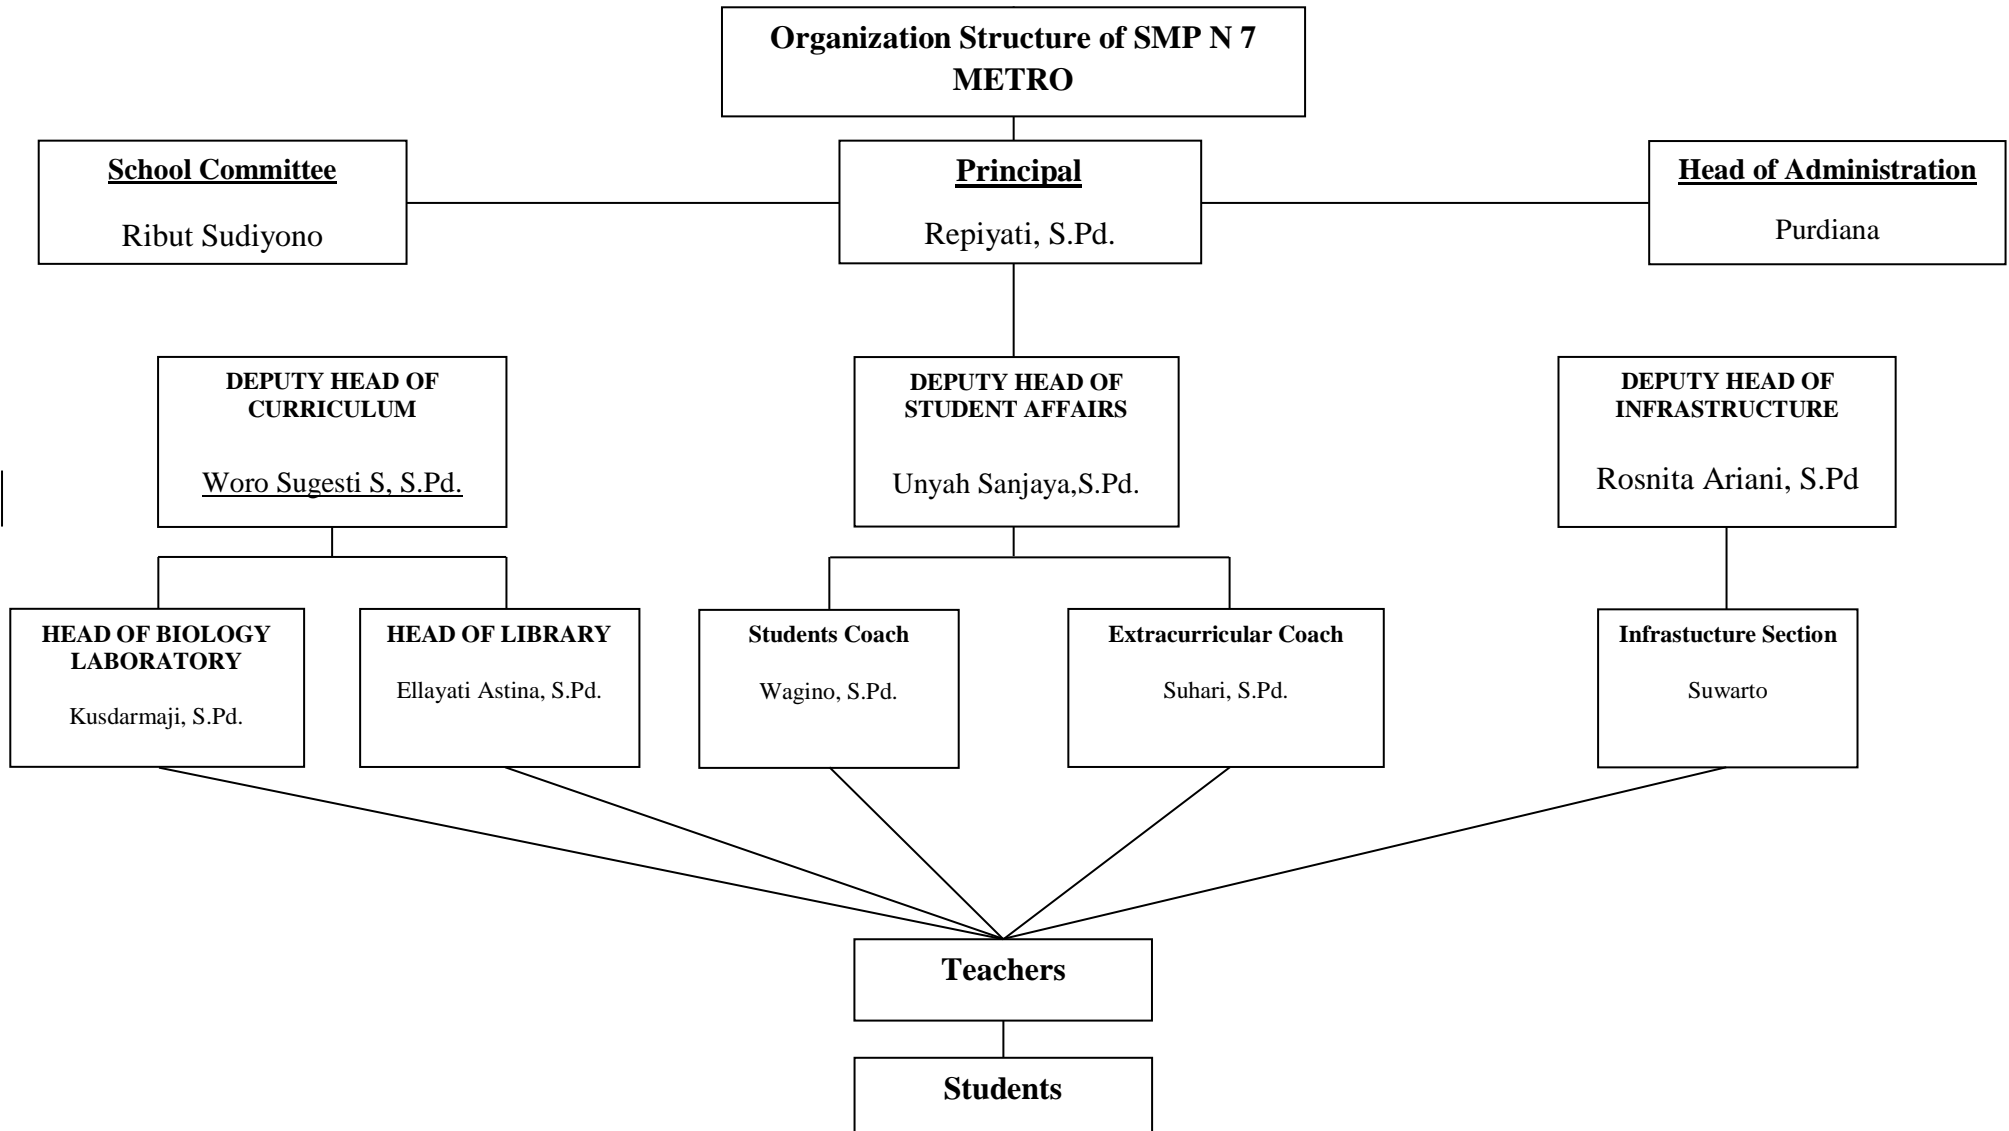 Organization Structure of SMP N 7
METRO
School Committee
Ribut Sudiyono
Principal
Repiyati, S.Pd.
Head of Administration
Purdiana
DEPUTY HEAD OF
CURRICULUM
Woro Sugesti S, S.Pd.
DEPUTY HEAD OF
STUDENT AFFAIRS
Unyah Sanjaya,S.Pd.
DEPUTY HEAD OF
INFRASTRUCTURE
Rosnita Ariani, S.Pd
HEAD OF BIOLOGY
LABORATORY
Kusdarmaji, S.Pd.
HEAD OF LIBRARY
Ellayati Astina, S.Pd.
Students Coach
Wagino, S.Pd.
Extracurricular Coach
Suhari, S.Pd.
Infrastucture Section
Suwarto
Teachers
Students